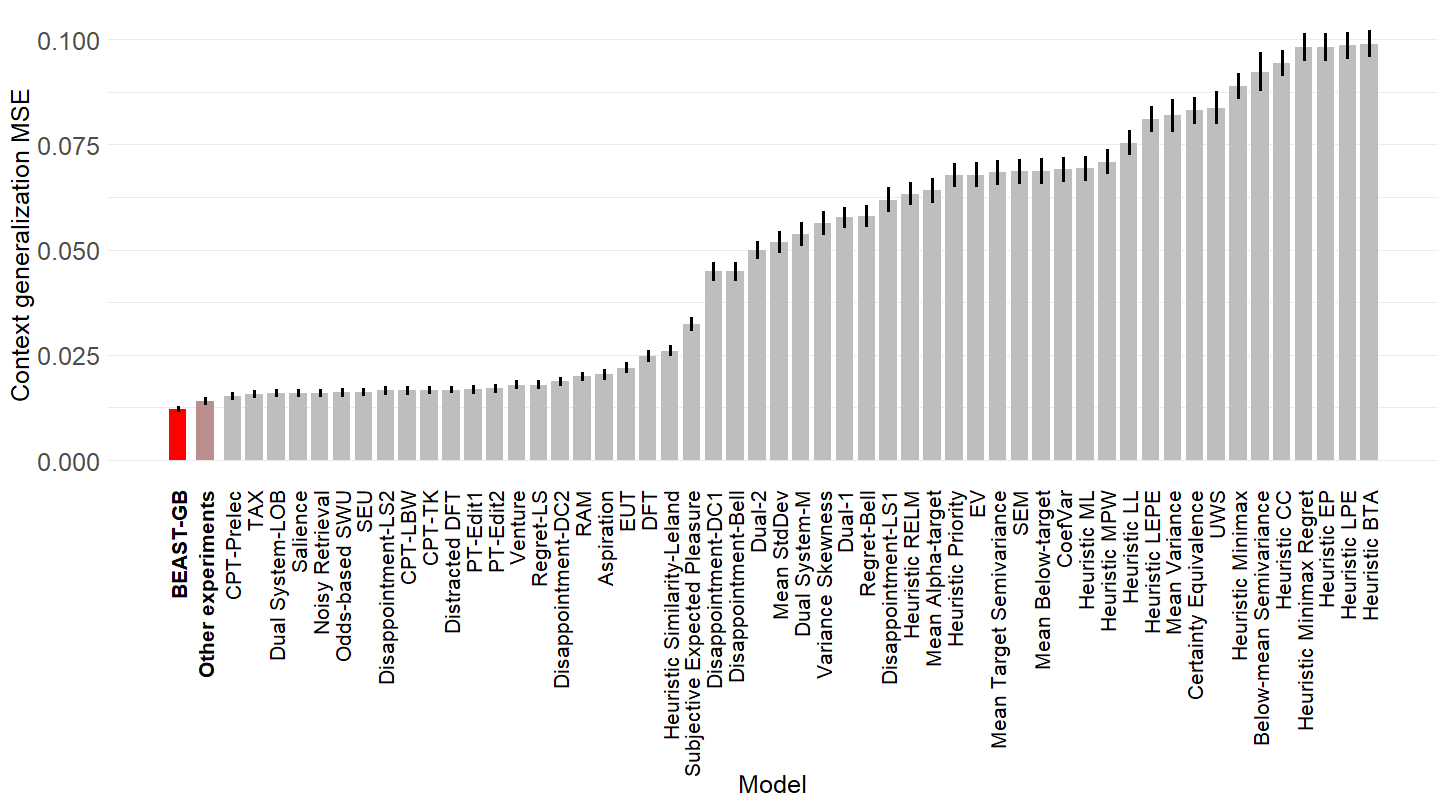 Context generalization MSE
0.100
0.075
0.050
0.025
0.000
BEAST-GB
Other experiments
CPT-Prelec
TAX
Dual System-LOB
Salience
Noisy Retrieval
Odds-based SWU
SEU
Disappointment-LS2
CPT-LBW
CPT-TK
Distracted DFT
PT-Edit1
PT-Edit2
Venture
Regret-LS
Disappointment-DC2
RAM
Aspiration
EUT
DFT
Heuristic Similarity-Leland
Subjective Expected Pleasure
Disappointment-DC1
Disappointment-Bell
Dual-2
Mean StdDev
Dual System-M
Variance Skewness
Dual-1
Regret-Bell
Disappointment-LS1
Heuristic RELM
Mean Alpha-target
Heuristic Priority
EV
Mean Target Semivariance
SEM
Mean Below-target
CoefVar
Heuristic ML
Heuristic MPW
Heuristic LL
Heuristic LEPE
Mean Variance
Certainty Equivalence
UWS
Heuristic Minimax
Below-mean Semivariance
Heuristic CC
Heuristic Minimax Regret
Heuristic EP
Heuristic LPE
Heuristic BTA
Model